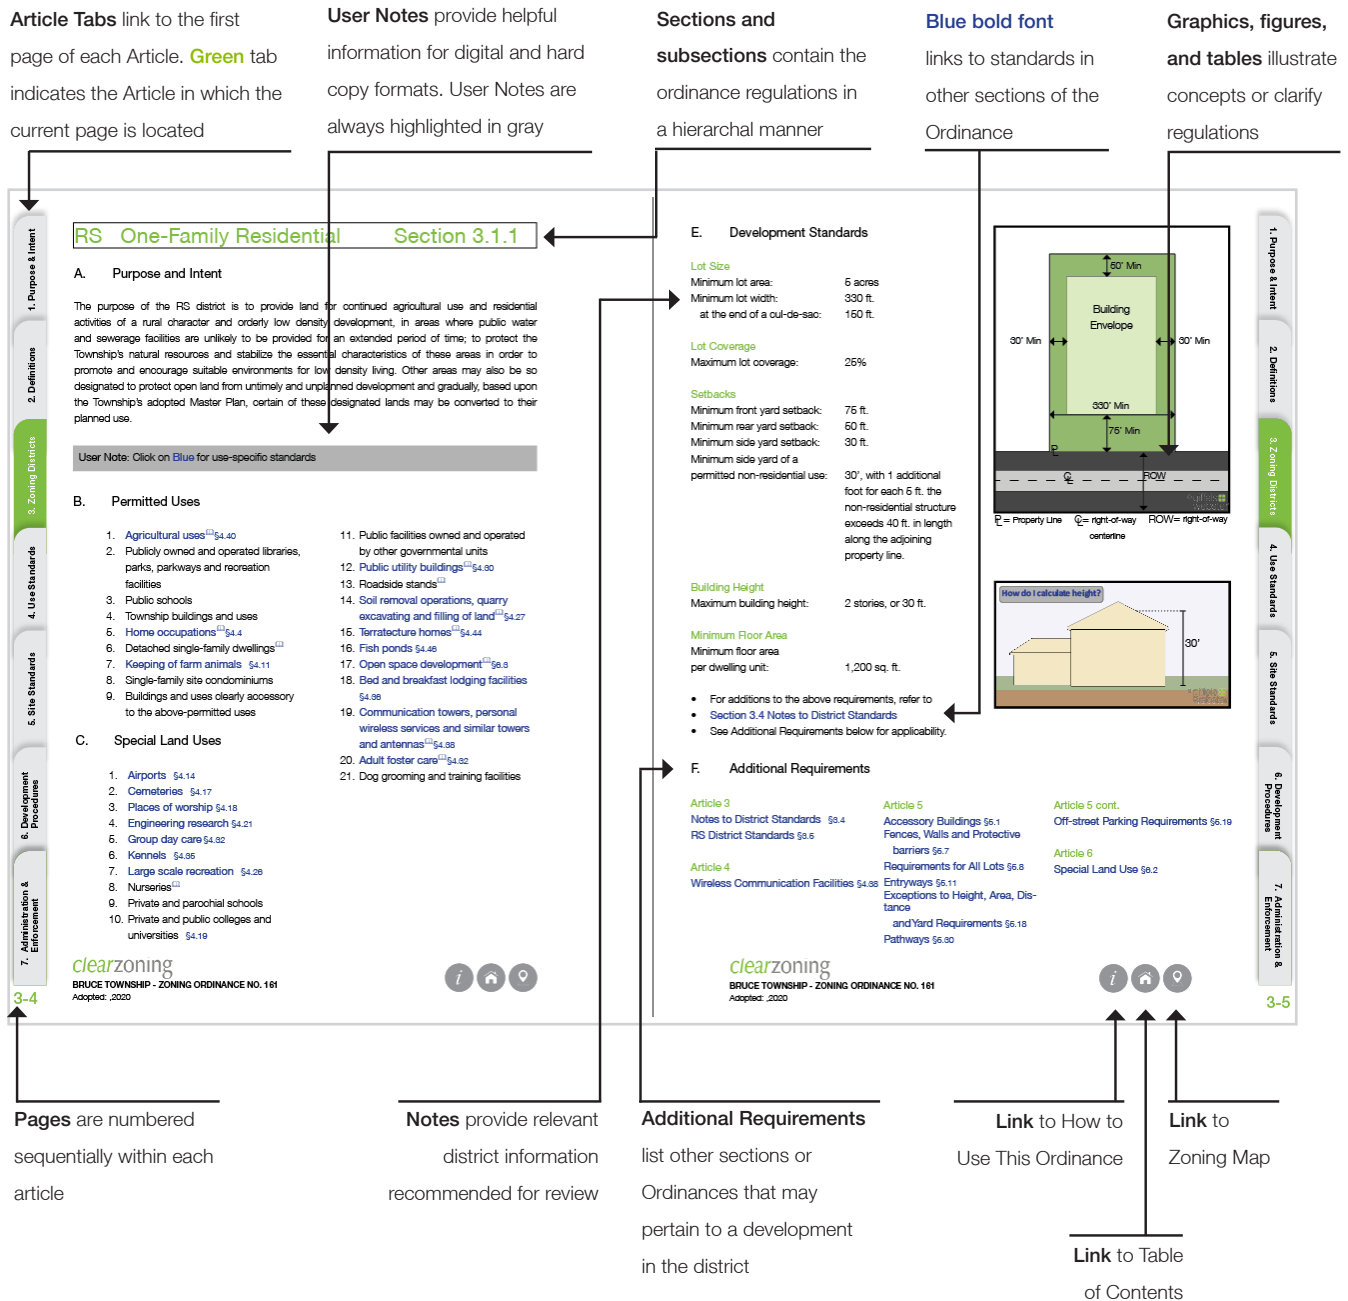 Article Tabs link to the first
page of each Article. Green tab
indicates the Article in which the
current page is located
User Notes provide helpful
information for digital and hard
copy formats. User Notes are
always highlighted in gray
Sections and
subsections contain the
ordinance regulations in
a hierarchal manner
Blue bold font
links to standards in
other sections of the
Ordinance
Graphics, figures,
and tables illustrate
concepts or clarify
regulations
1. Purpose & Intent
2. Definitions
3. Zoning Districts
4. Use Standards
5. Site Standards
6. Development
Procedures
7. Administration &
Enforcement
3-4
RS One-Family Residential Section 3.1.1
A. Purpose and Intent
The purpose of the RS district is to provide land for continued agricultural use and residential
activities of a rural character and orderly low density development, in areas where public water
and sewerage facilities are unlikely to be provided for an extended period of time; to protect the
Township's natural resources and stabilize the essential characteristics of these areas in order to
promote and encourage suitable environments for low density living. Other areas may also be so
designated to protect open land from untimely and unplanned development and gradually, based upon
the Township's adopted Master Plan, certain of these designated lands may be converted to their
planned use.
User Note: Click on Blue for use-specific standards
B. Permitted Uses
1. Agricultural uses §4.40
2. Publicly owned and operated libraries,
parks, parkways and recreation
facilities
3. Public schools
4. Township buildings and uses
5. Home occupations §4.4
6. Detached single-family dwellings
7. Keeping of farm animals §4.11
8. Single-family site condominiums
9. Buildings and uses clearly accessory
to the above-permitted uses
C. Special Land Uses
1. Airports §4.14
2. Cemeteries §4.17
3. Places of worship §4.18
4. Engineering research §4.21
5. Group day care §4.32
6. Kennels §4.35
7. Large scale recreation §4.26
8. Nurseries
9. Private and parochial schools
10. Private and public colleges and
universities §4.19
11. Public facilities owned and operated
by other governmental units
12. Public utility buildings §4.30
13. Roadside stands
14. Soil removal operations, quarry
excavating and filling of land §4.27
15. Terratecture homes §4.44
16. Fish ponds §4.46
17. Open space development §6.3
18. Bed and breakfast lodging facilities
§4.36
19. Communication towers, personal
wireless services and similar towers
and antennas §4.38
20. Adult foster care §4.32
21. Dog grooming and training facilities
clearzoning
BRUCE TOWNSHIP - ZONING ORDINANCE NO. 161
Adopted: ,2020
i
E. Development Standards
Lot Size
Minimum lot area: 5 acres
Minimum lot width: 330 ft.
at the end of a cul-de-sac: 150 ft.
Lot Coverage
Maximum lot coverage: 25%
Setbacks
Minimum front yard setback: 75 ft.
Minimum rear yard setback: 50 ft.
Minimum side yard setback: 30 ft.
Minimum side yard of a
permitted non-residential use: 30', with 1 additional
foot for each 5 ft. the
non-residential structure
exceeds 40 ft. in length
along the adjoining
property line.
Building Height
Maximum building height: 2 stories, or 30 ft.
Minimum Floor Area
Minimum floor area
per dwelling unit: 1,200 sq. ft.
• For additions to the above requirements, refer to
• Section 3.4 Notes to District Standards
• See Additional Requirements below for applicability.
50' Min
Building
Envelope
30' Min
30' Min
330' Min
75' Min
PL
CL
ROW
PL = Property Line CL = right-of-way ROW= right-of-way
centerline
How do I calculate height?
30'
F. Additional Requirements
Article 3
Notes to District Standards §3.4
RS District Standards §3.5
Article 4
Wireless Communication Facilities §4.38
Article 5
Accessory Buildings §5.1
Fences, Walls and Protective
barriers §5.7
Requirements for All Lots §5.8
Entryways §5.11
Exceptions to Height, Area, Dis-
tance
andYard Requirements §5.18
Pathways §5.30
Article 5 cont.
Off-street Parking Requirements §5.19
Article 6
Special Land Use §6.2
clearzoning
BRUCE TOWNSHIP - ZONING ORDINANCE NO. 161
Adopted: ,2020
i
1. Purpose & Intent
2. Definitions
3. Zoning Districts
4. Use Standards
5. Site Standards
6. Development
Procedures
7. Administration &
Enforcement
3-5
Pages are numbered
sequentially within each
article
Notes provide relevant
district information
recommended for review
Additional Requirements
list other sections or
Ordinances that may
pertain to a development
in the district
Link to How to
Use This Ordinance
Link to Table
of Contents
Link to
Zoning Map